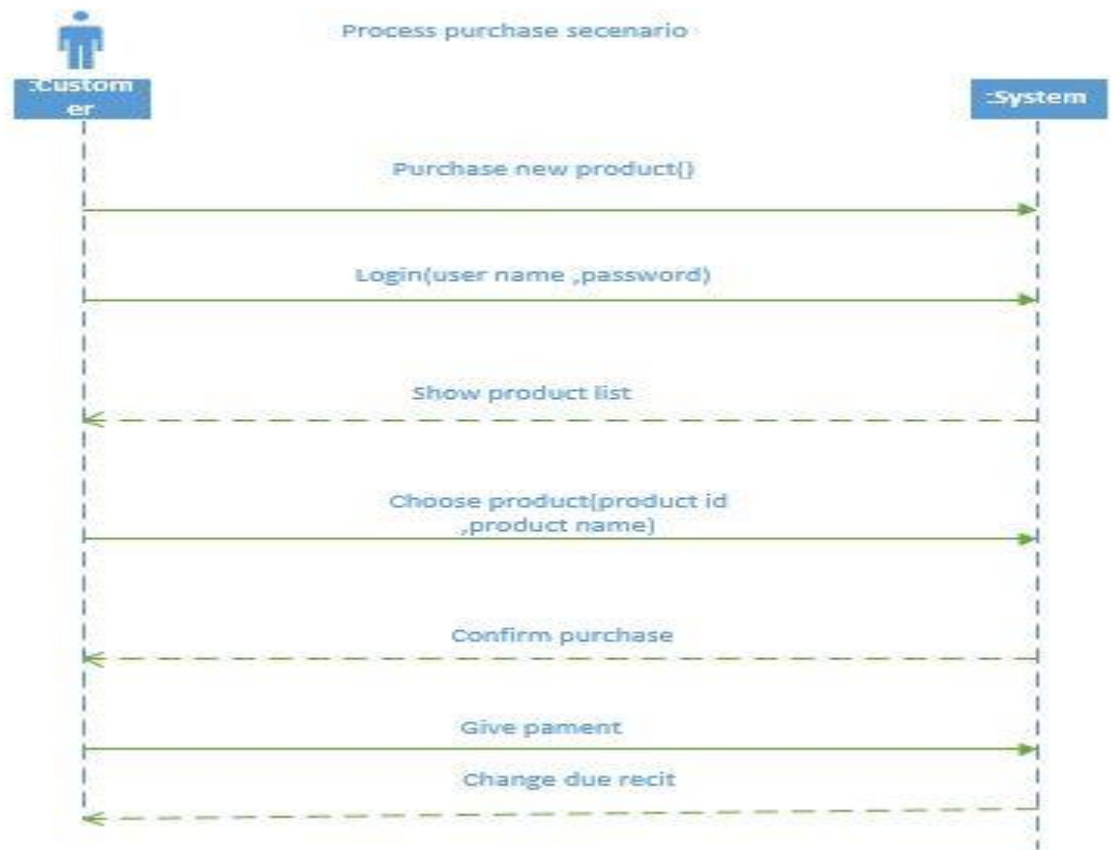 Process purchase secenario
:Custom
er
:System
Purchase new product()
Login(user name ,password)
Show product list
Choose product(product id
,product name)
Confirm purchase
Give pament
Change due recit